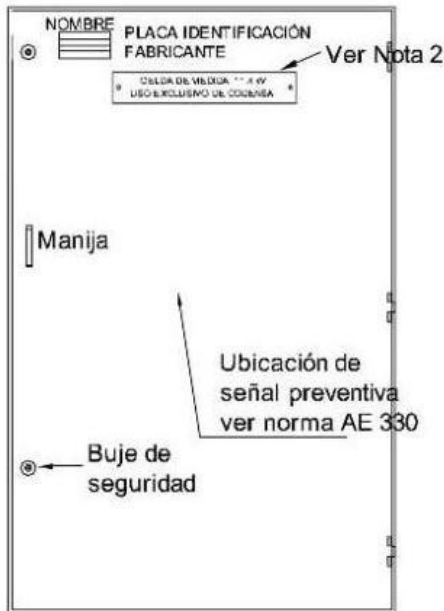 NOMBRE
PLACA IDENTIFICACIÓN
FABRICANTE
Ver Nota 2
CELDA DE MEDIDA kV
USO EXCLUSIVO DE CODENSA
Manija
Ubicación de
señal preventiva
ver norma AE 330
Buje de
seguridad